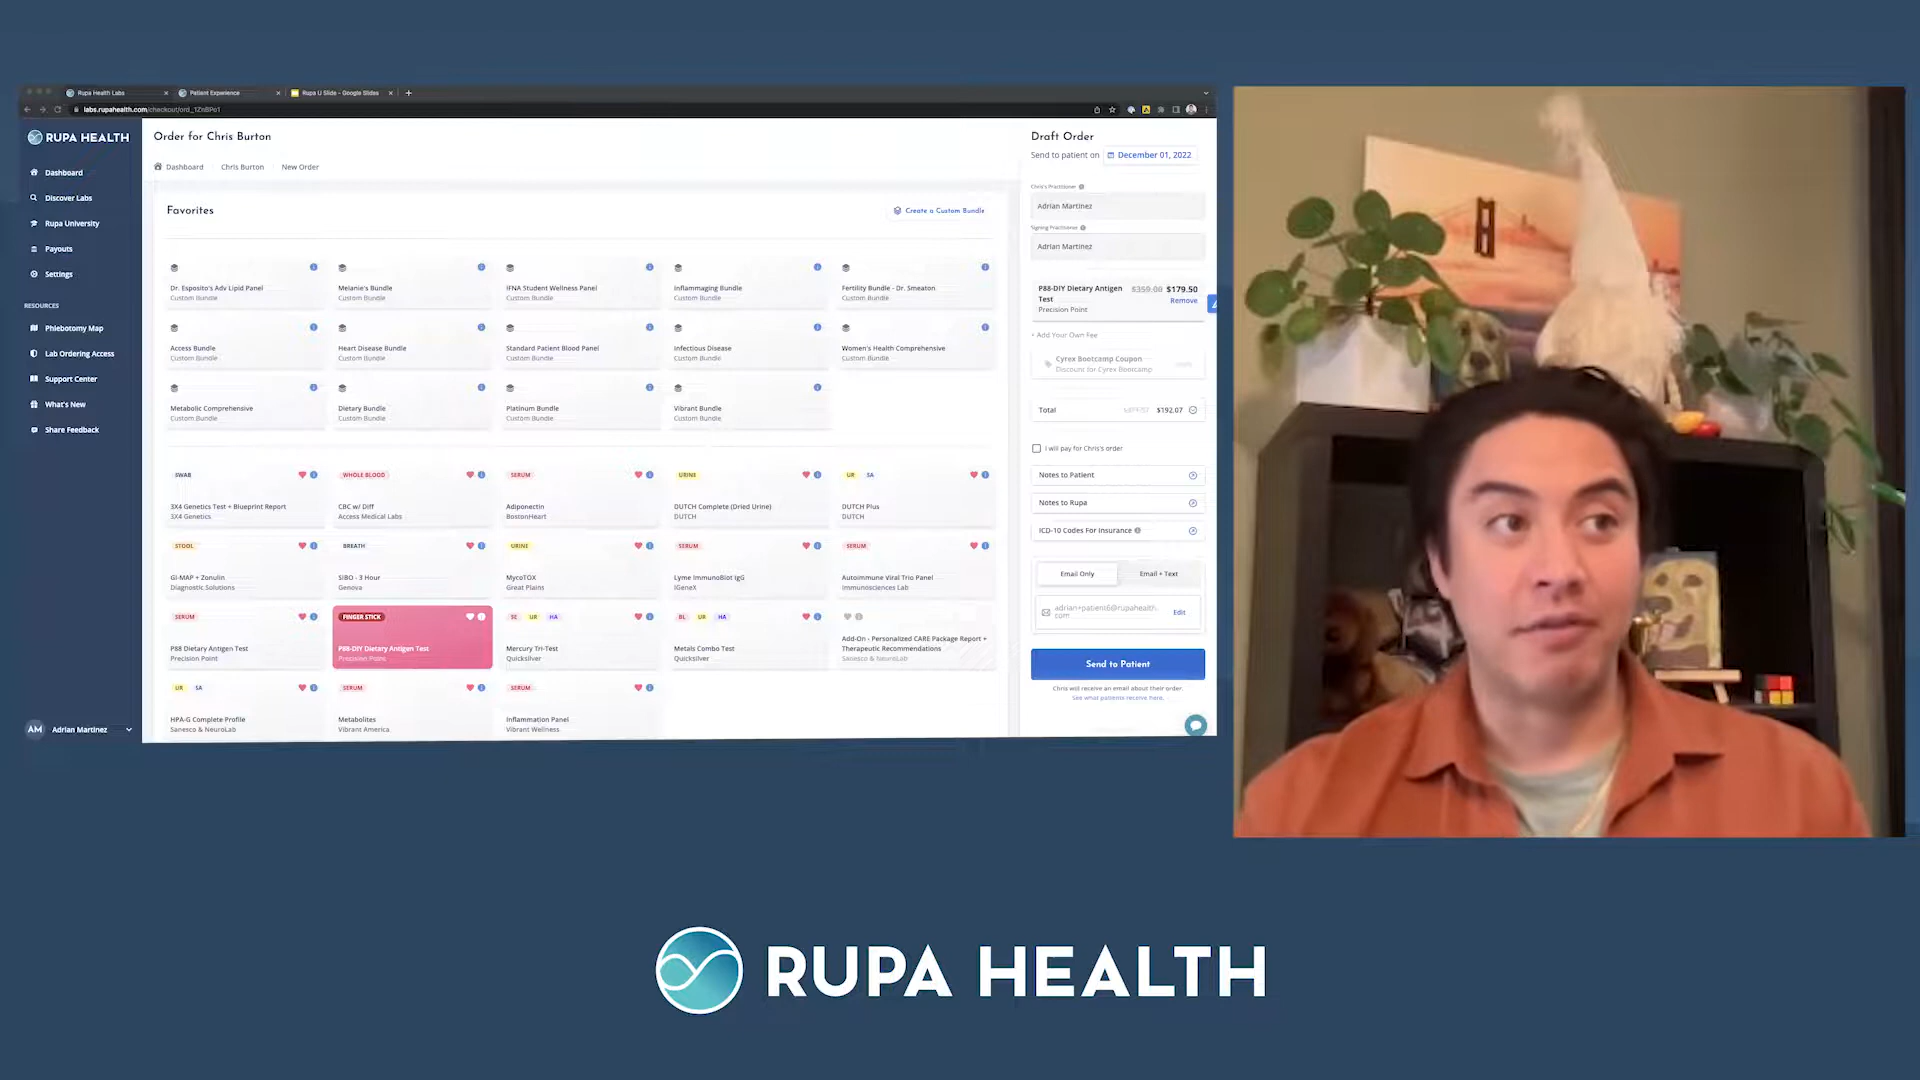 Rupa Health Labs
Patient Experience
Rupa U Slide - Google Slides
labs.rupahealth.com/checkout/ord_1ZnBPo1
RUPA HEALTH
Dashboard
Discover Labs
Rupa University
Payouts
Settings
RESOURCES
Phlebotomy Map
Lab Ordering Access
Support Center
What's New
Share Feedback
AM
Adrian Martinez
Order for Chris Burton
Dashboard
Chris Burton
New Order
Favorites
Create a Custom Bundle
Dr. Esposito's Adv Lipid Panel
Custom Bundle
Melanie's Bundle
Custom Bundle
IFNA Student Wellness Panel
Custom Bundle
Inflammaging Bundle
Custom Bundle
Fertility Bundle - Dr. Smeaton
Custom Bundle
Access Bundle
Custom Bundle
Heart Disease Bundle
Custom Bundle
Standard Patient Blood Panel
Custom Bundle
Infectious Disease
Custom Bundle
Women's Health Comprehensive
Custom Bundle
Metabolic Comprehensive
Custom Bundle
Dietary Bundle
Custom Bundle
Platinum Bundle
Custom Bundle
Vibrant Bundle
Custom Bundle
SWAB
3X4 Genetics Test + Blueprint Report
3X4 Genetics
WHOLE BLOOD
CBC w/ Diff
Access Medical Labs
SERUM
Adiponectin
BostonHeart
URINE
DUTCH Complete (Dried Urine)
DUTCH
UR SA
DUTCH Plus
DUTCH
STOOL
GI-MAP + Zonulin
Diagnostic Solutions
BREATH
SIBO - 3 Hour
Genova
URINE
MycoTOX
Great Plains
SERUM
Lyme ImmunoBlot IgG
IGeneX
SERUM
Autoimmune Viral Trio Panel
Immunosciences Lab
SERUM
P88 Dietary Antigen Test
Precision Point
FINGER STICK
P88-DIY Dietary Antigen Test
Precision Point
SE UR HA
Mercury Tri-Test
Quicksilver
BL UR HA
Metals Combo Test
Quicksilver
Add-On - Personalized CARE Package Report +
Therapeutic Recommendations
Sanesco & NeuroLab
UR SA
HPA-G Complete Profile
Sanesco & NeuroLab
SERUM
Metabolites
Vibrant America
SERUM
Inflammation Panel
Vibrant Wellness
Draft Order
Send to patient on
December 01, 2022
Chris's Practitioner
Adrian Martinez
Signing Practitioner
Adrian Martinez
P88-DIY Dietary Antigen
Test
Precision Point
$359.00 $179.50
Remove
+ Add Your Own Fee
Cyrex Bootcamp Coupon
Discount for Cyrex Bootcamp
Total
$192.07
I will pay for Chris's order
Notes to Patient
Notes to Rupa
ICD-10 Codes For Insurance
Email Only
Email + Text
adrian+patient6@rupahealth.
com
Edit
Send to Patient
Chris will receive an email about their order.
See what patients receive here.
RUPA HEALTH